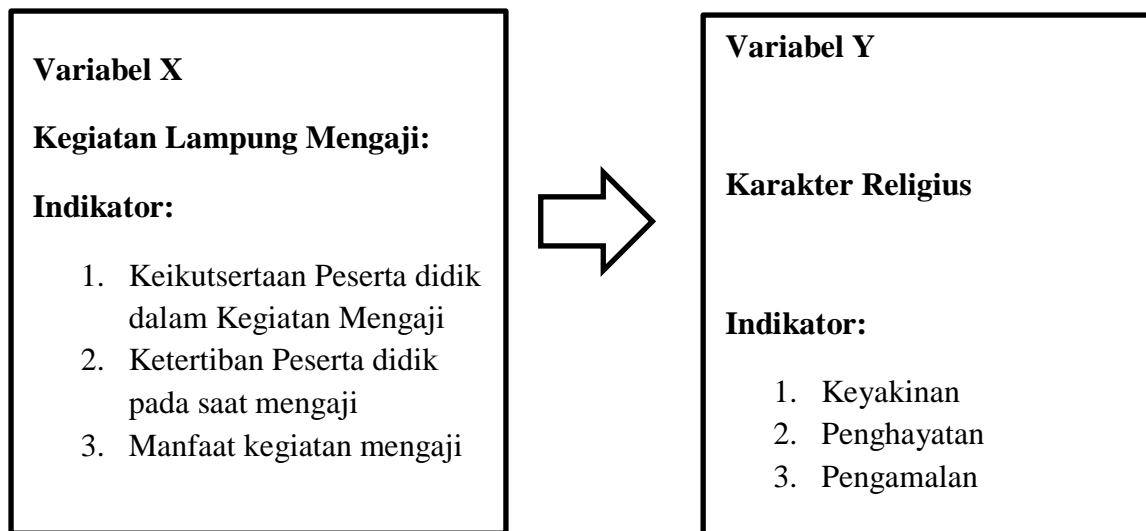 Variabel X
Kegiatan Lampung Mengaji:
Indikator:
1. Keikutsertaan Peserta didik
dalam Kegiatan Mengaji
2. Ketertiban Peserta didik
pada saat mengaji
3. Manfaat kegiatan mengaji
Variabel Y
Karakter Religius
Indikator:
1. Keyakinan
2. Penghayatan
3. Pengamalan